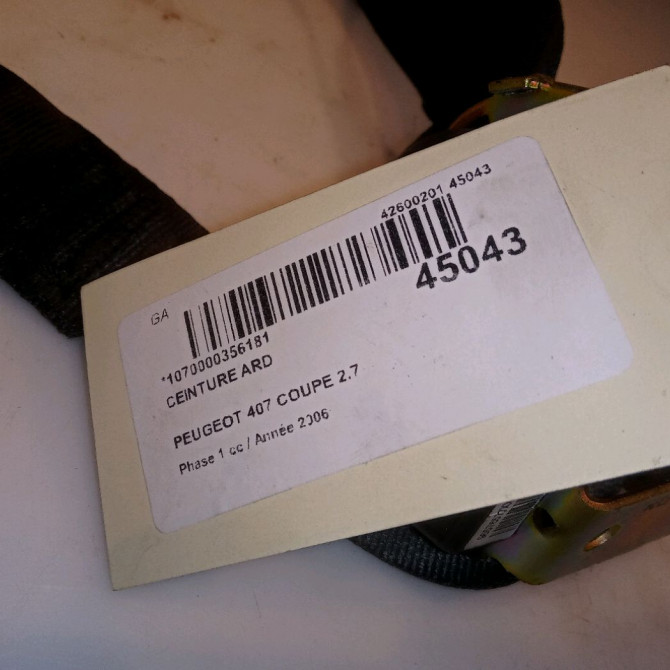 42600201 45043
GA
45043
*1070000356181
CEINTURE ARD
PEUGEOT 407 COUPE 2.7
Phase 1 cc / Année 2006